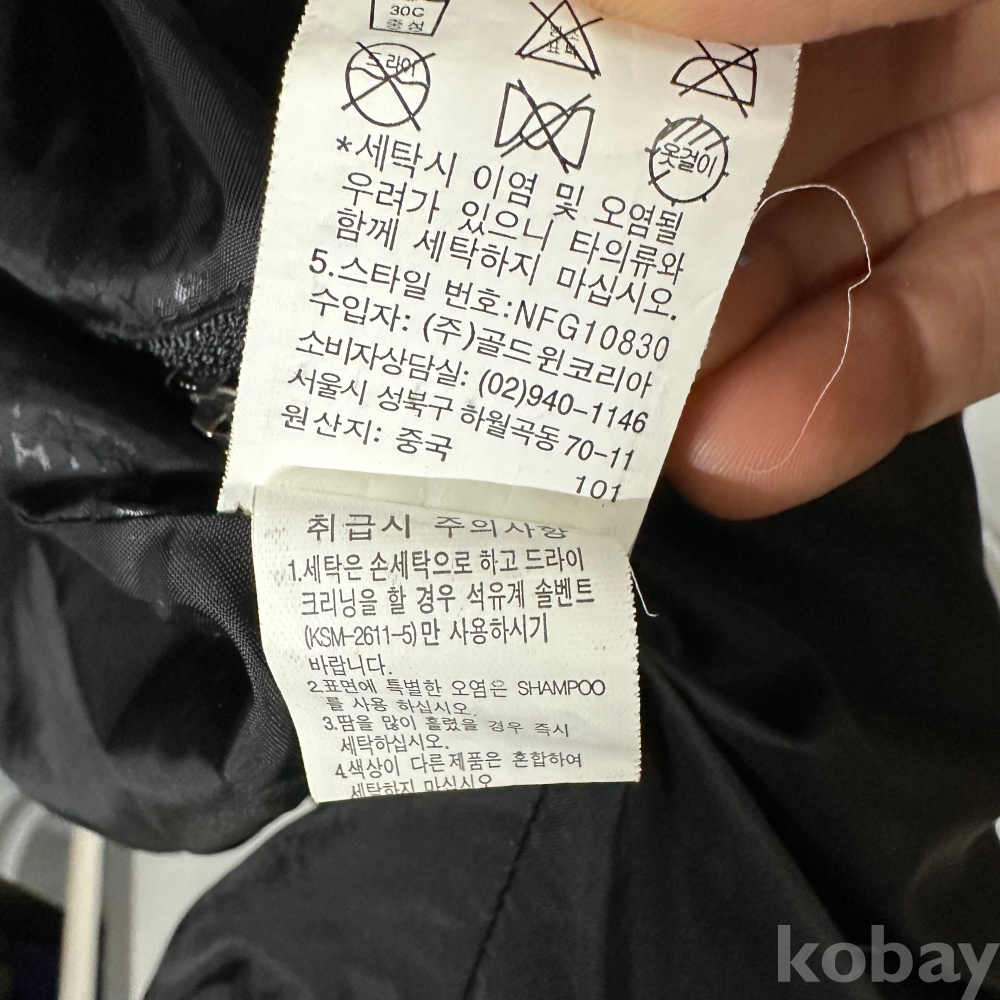 30C
중성
드라이
옷걸이
*세탁시 이염 및 오염될
우려가 있으니 타의류와
함께 세탁하지 마십시오.
5.스타일 번호:NFG10830
수입자: (주)골드윈코리아
소비자상담실: (02)940-1146
서울시 성북구 하월곡동 70-11
원산지: 중국
101
취급시 주의사항
1.세탁은 손세탁으로 하고 드라이
크리닝을 할 경우 석유계 솔벤트
(KSM-2611-5)만 사용하시기
바랍니다.
2.표면에 특별한 오염은 SHAMPOO
를 사용 하십시오.
3.땀을 많이 흘렸을 경우 즉시
세탁하십시오.
4.색상이 다른제품은 혼합하여
세탁하지 마십시오
kobay